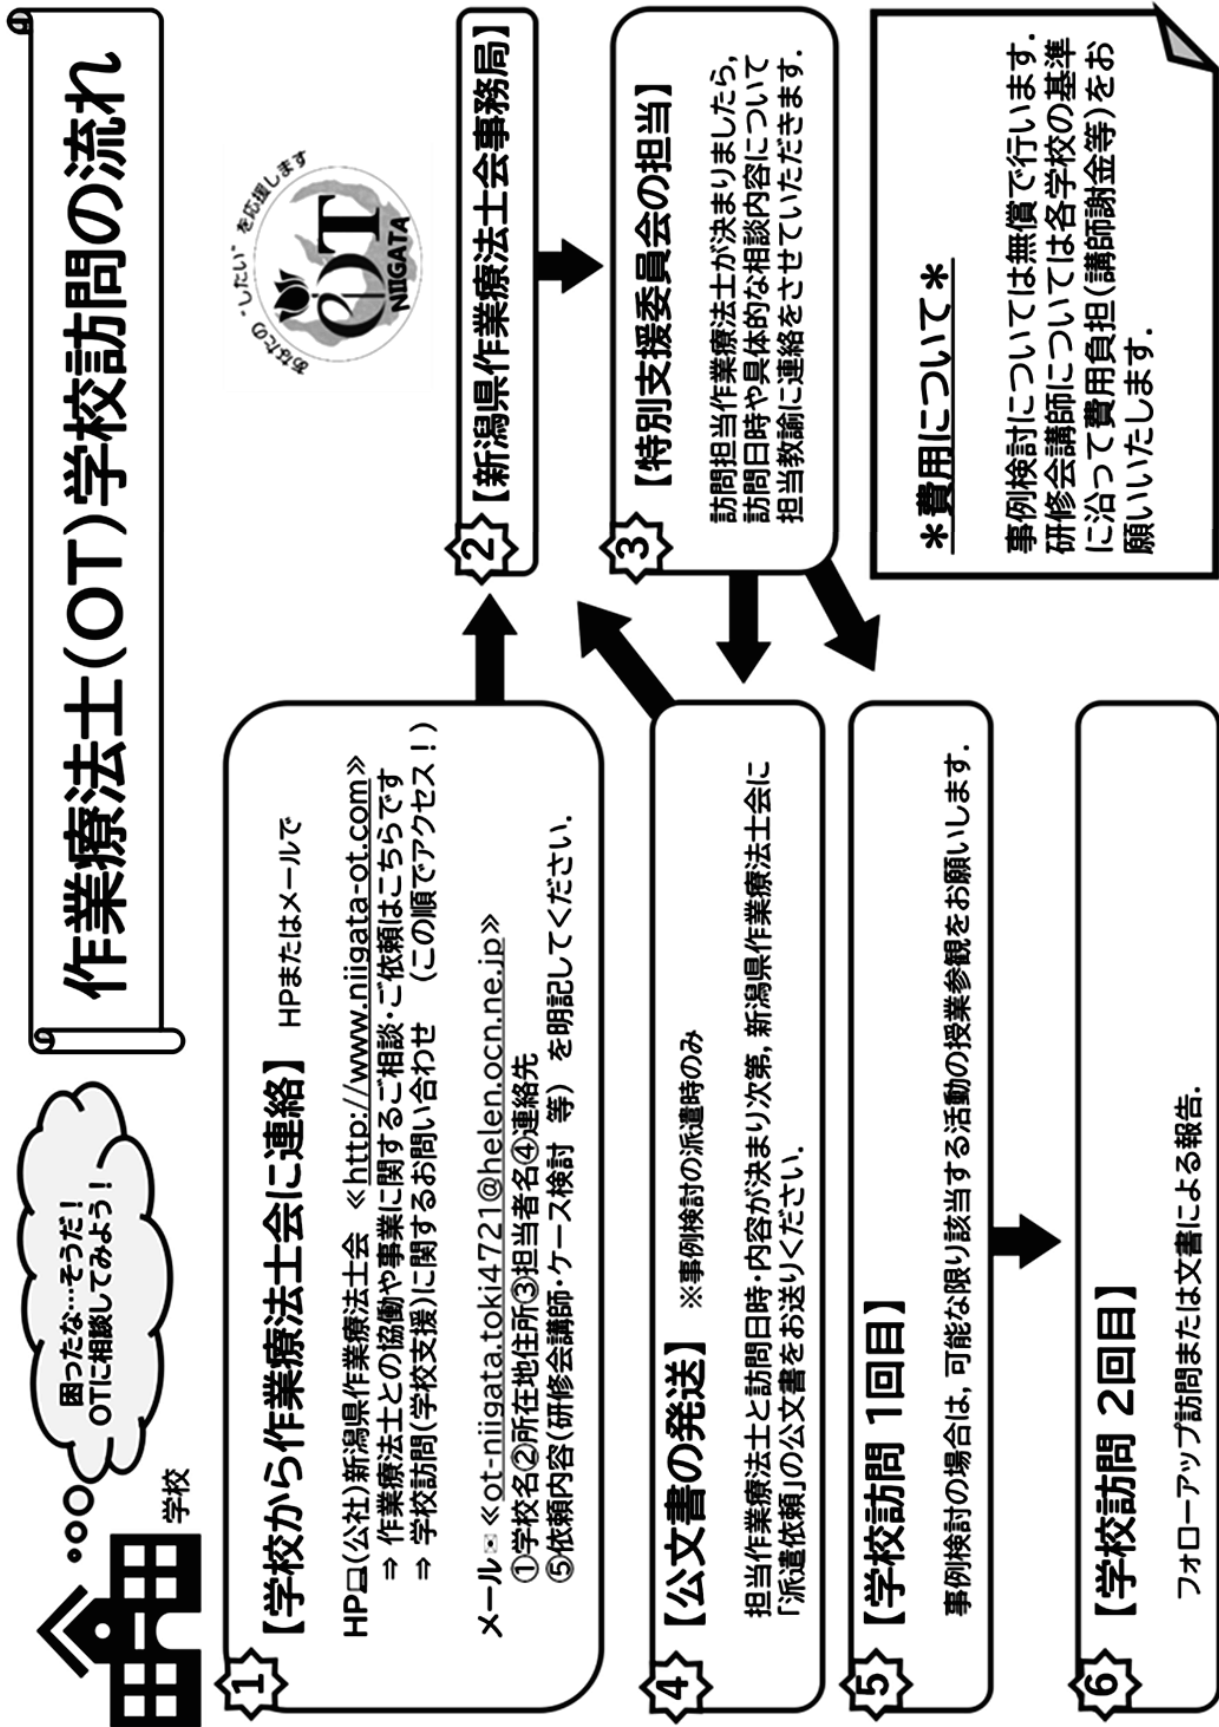 作業療法士(OT)学校訪問の流れ
困ったな…そうだ！
OTに相談してみよう！
学校
あなたの"したい"を応援します
OT
NIIGATA
1
【学校から作業療法士会に連絡】 HPまたはメールで
HP (公社)新潟県作業療法士会 ≪http://www.niigata-ot.com≫
⇒ 作業療法士との協働や事業に関するご相談・ご依頼はこちらです
⇒ 学校訪問(学校支援)に関するお問い合わせ （この順でアクセス！）
メール ≪ot-niigata.toki4721@helen.ocn.ne.jp≫
①学校名②所在地住所③担当者名④連絡先
⑤依頼内容(研修会講師・ケース検討 等) を明記してください.
2
【新潟県作業療法士会事務局】
3
【特別支援委員会の担当】
訪問担当作業療法士が決まりましたら,
訪問日時や具体的な相談内容について
担当教諭に連絡をさせていただきます.
4
【公文書の発送】 ※事例検討の派遣時のみ
担当作業療法士と訪問日時・内容が決まり次第, 新潟県作業療法士会に
「派遣依頼」の公文書をお送りください.
5
【学校訪問 1回目】
事例検討の場合は, 可能な限り該当する活動の授業参観をお願いします.
6
【学校訪問 2回目】
フォローアップ訪問または文書による報告.
＊費用について＊
事例検討については無償で行います.
研修会講師については各学校の基準
に沿って費用負担(講師謝金等)をお
願いいたします.